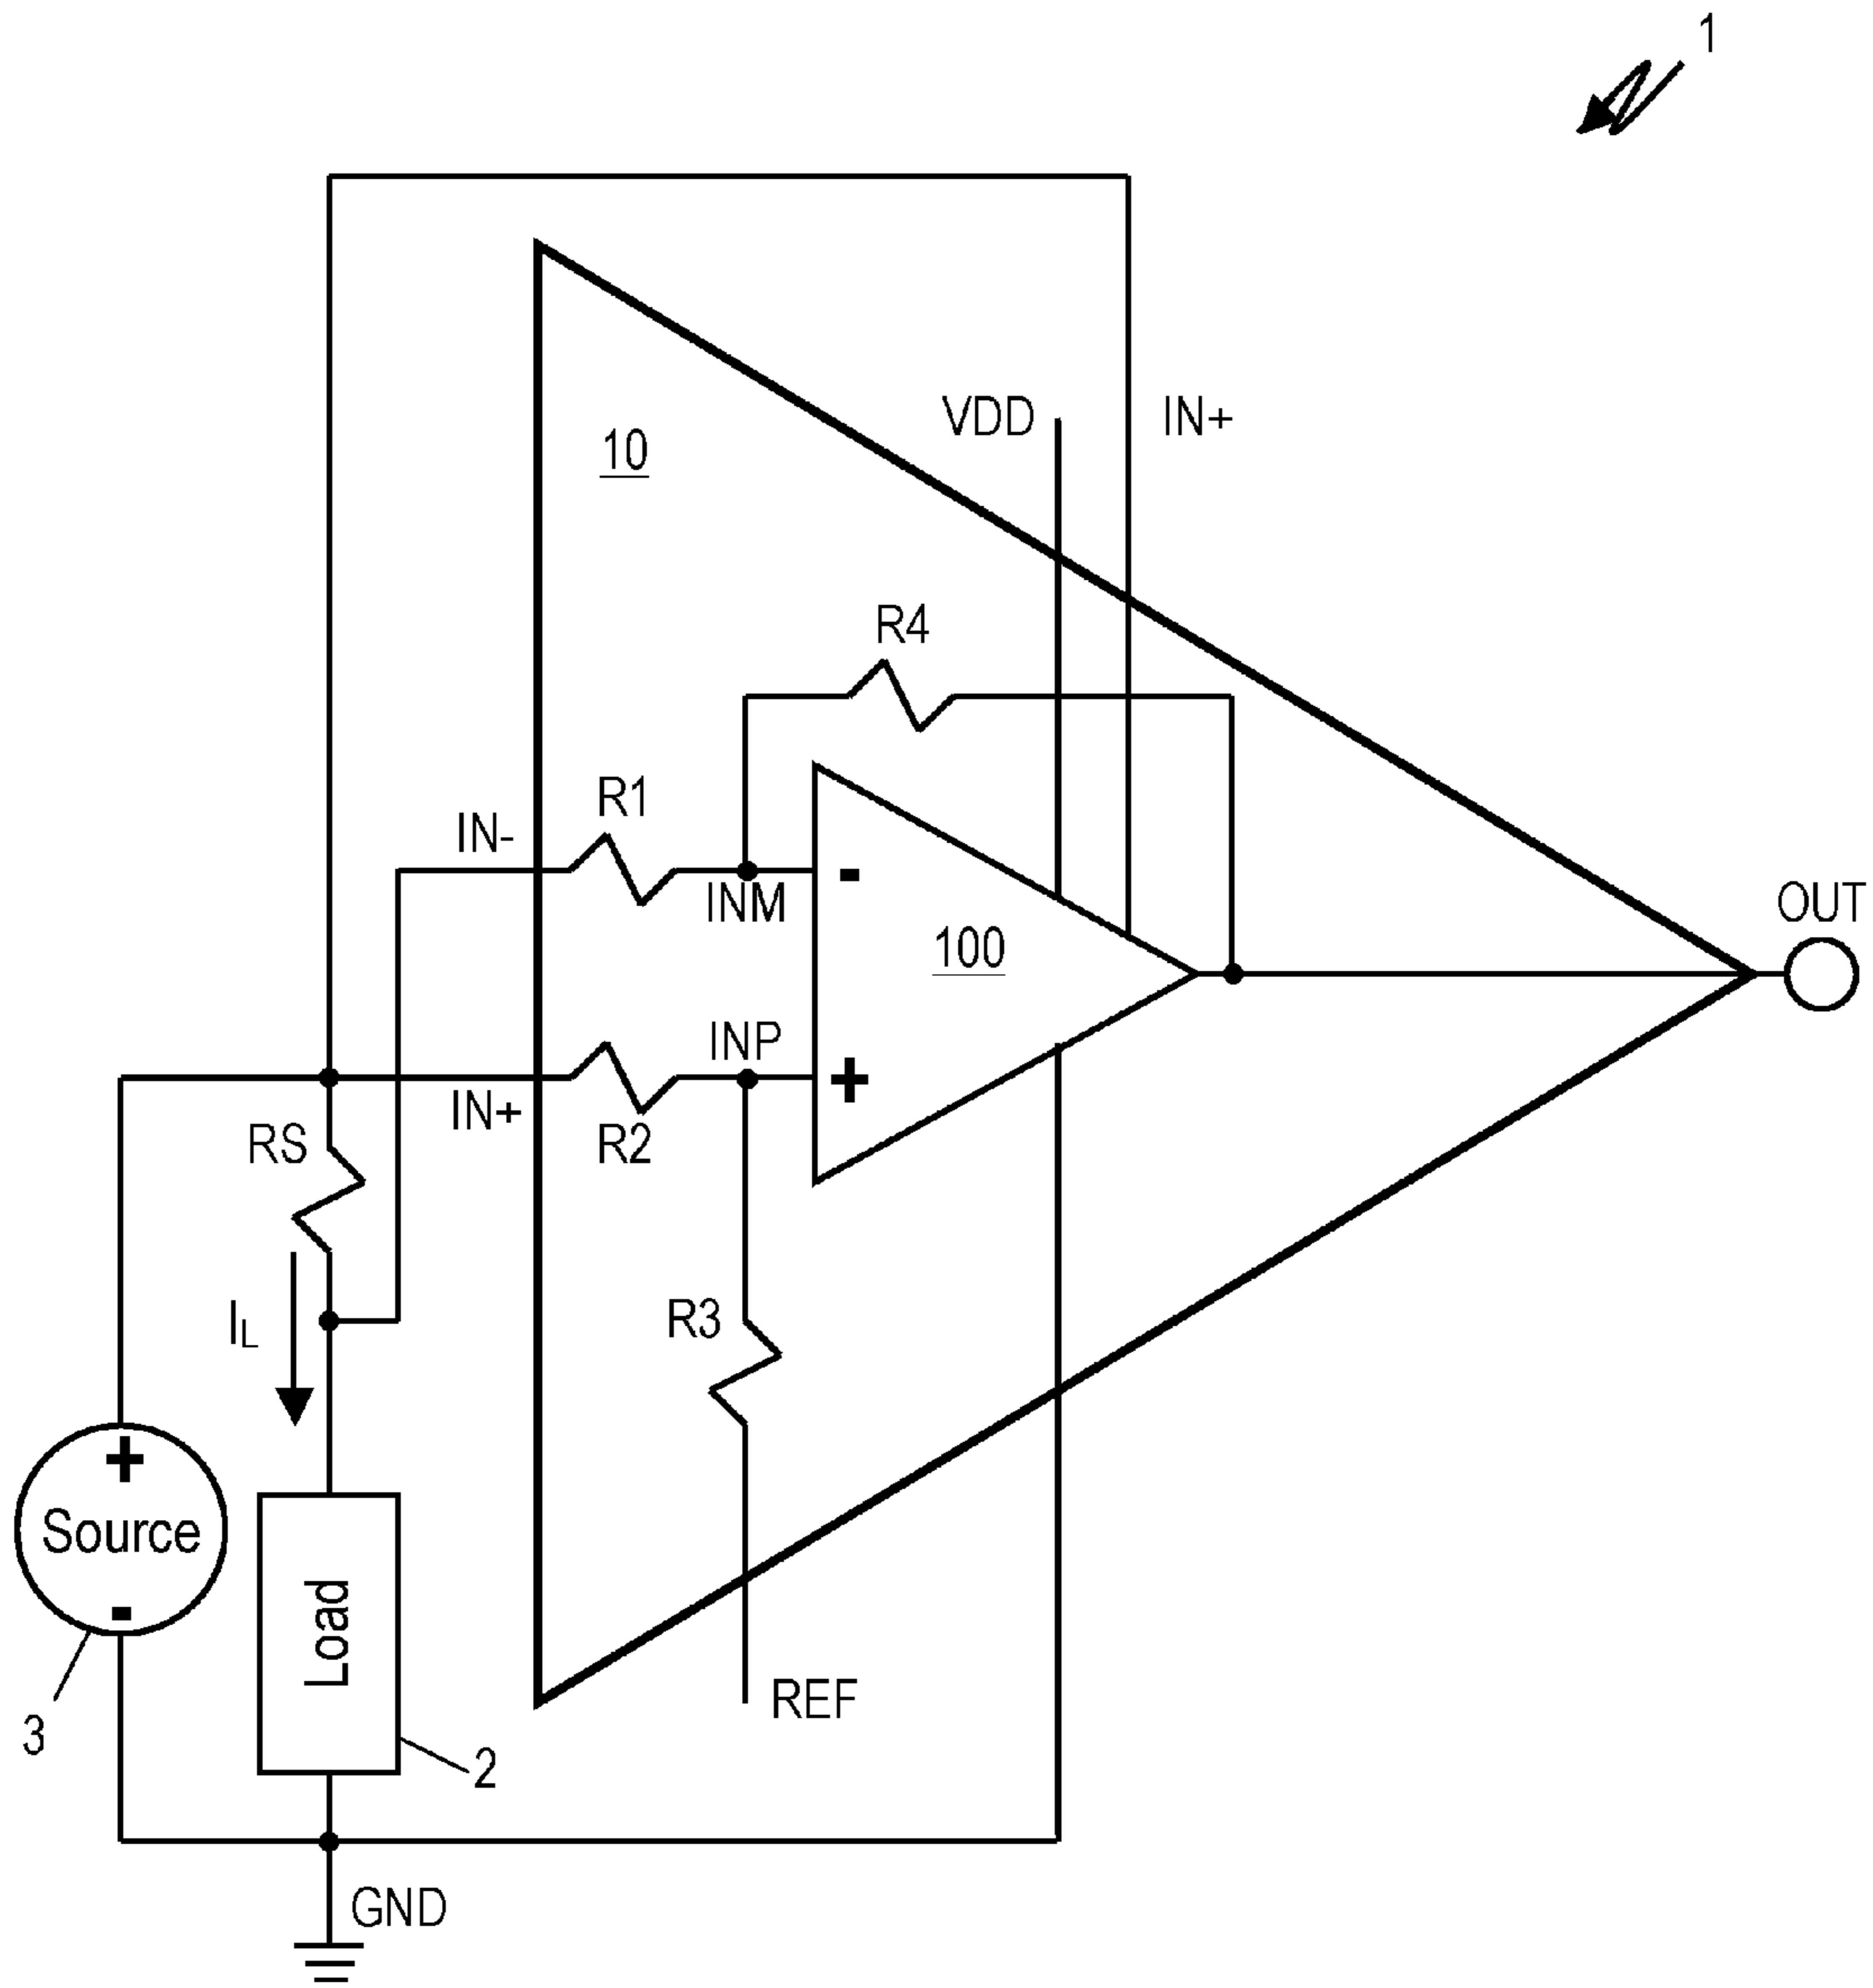 1
10
VDD
IN+
R4
R1
IN-
-
INM
100
OUT
INP
+
IN+
R2
RS
R3
IL
+
Source
-
Load
3
2
REF
GND